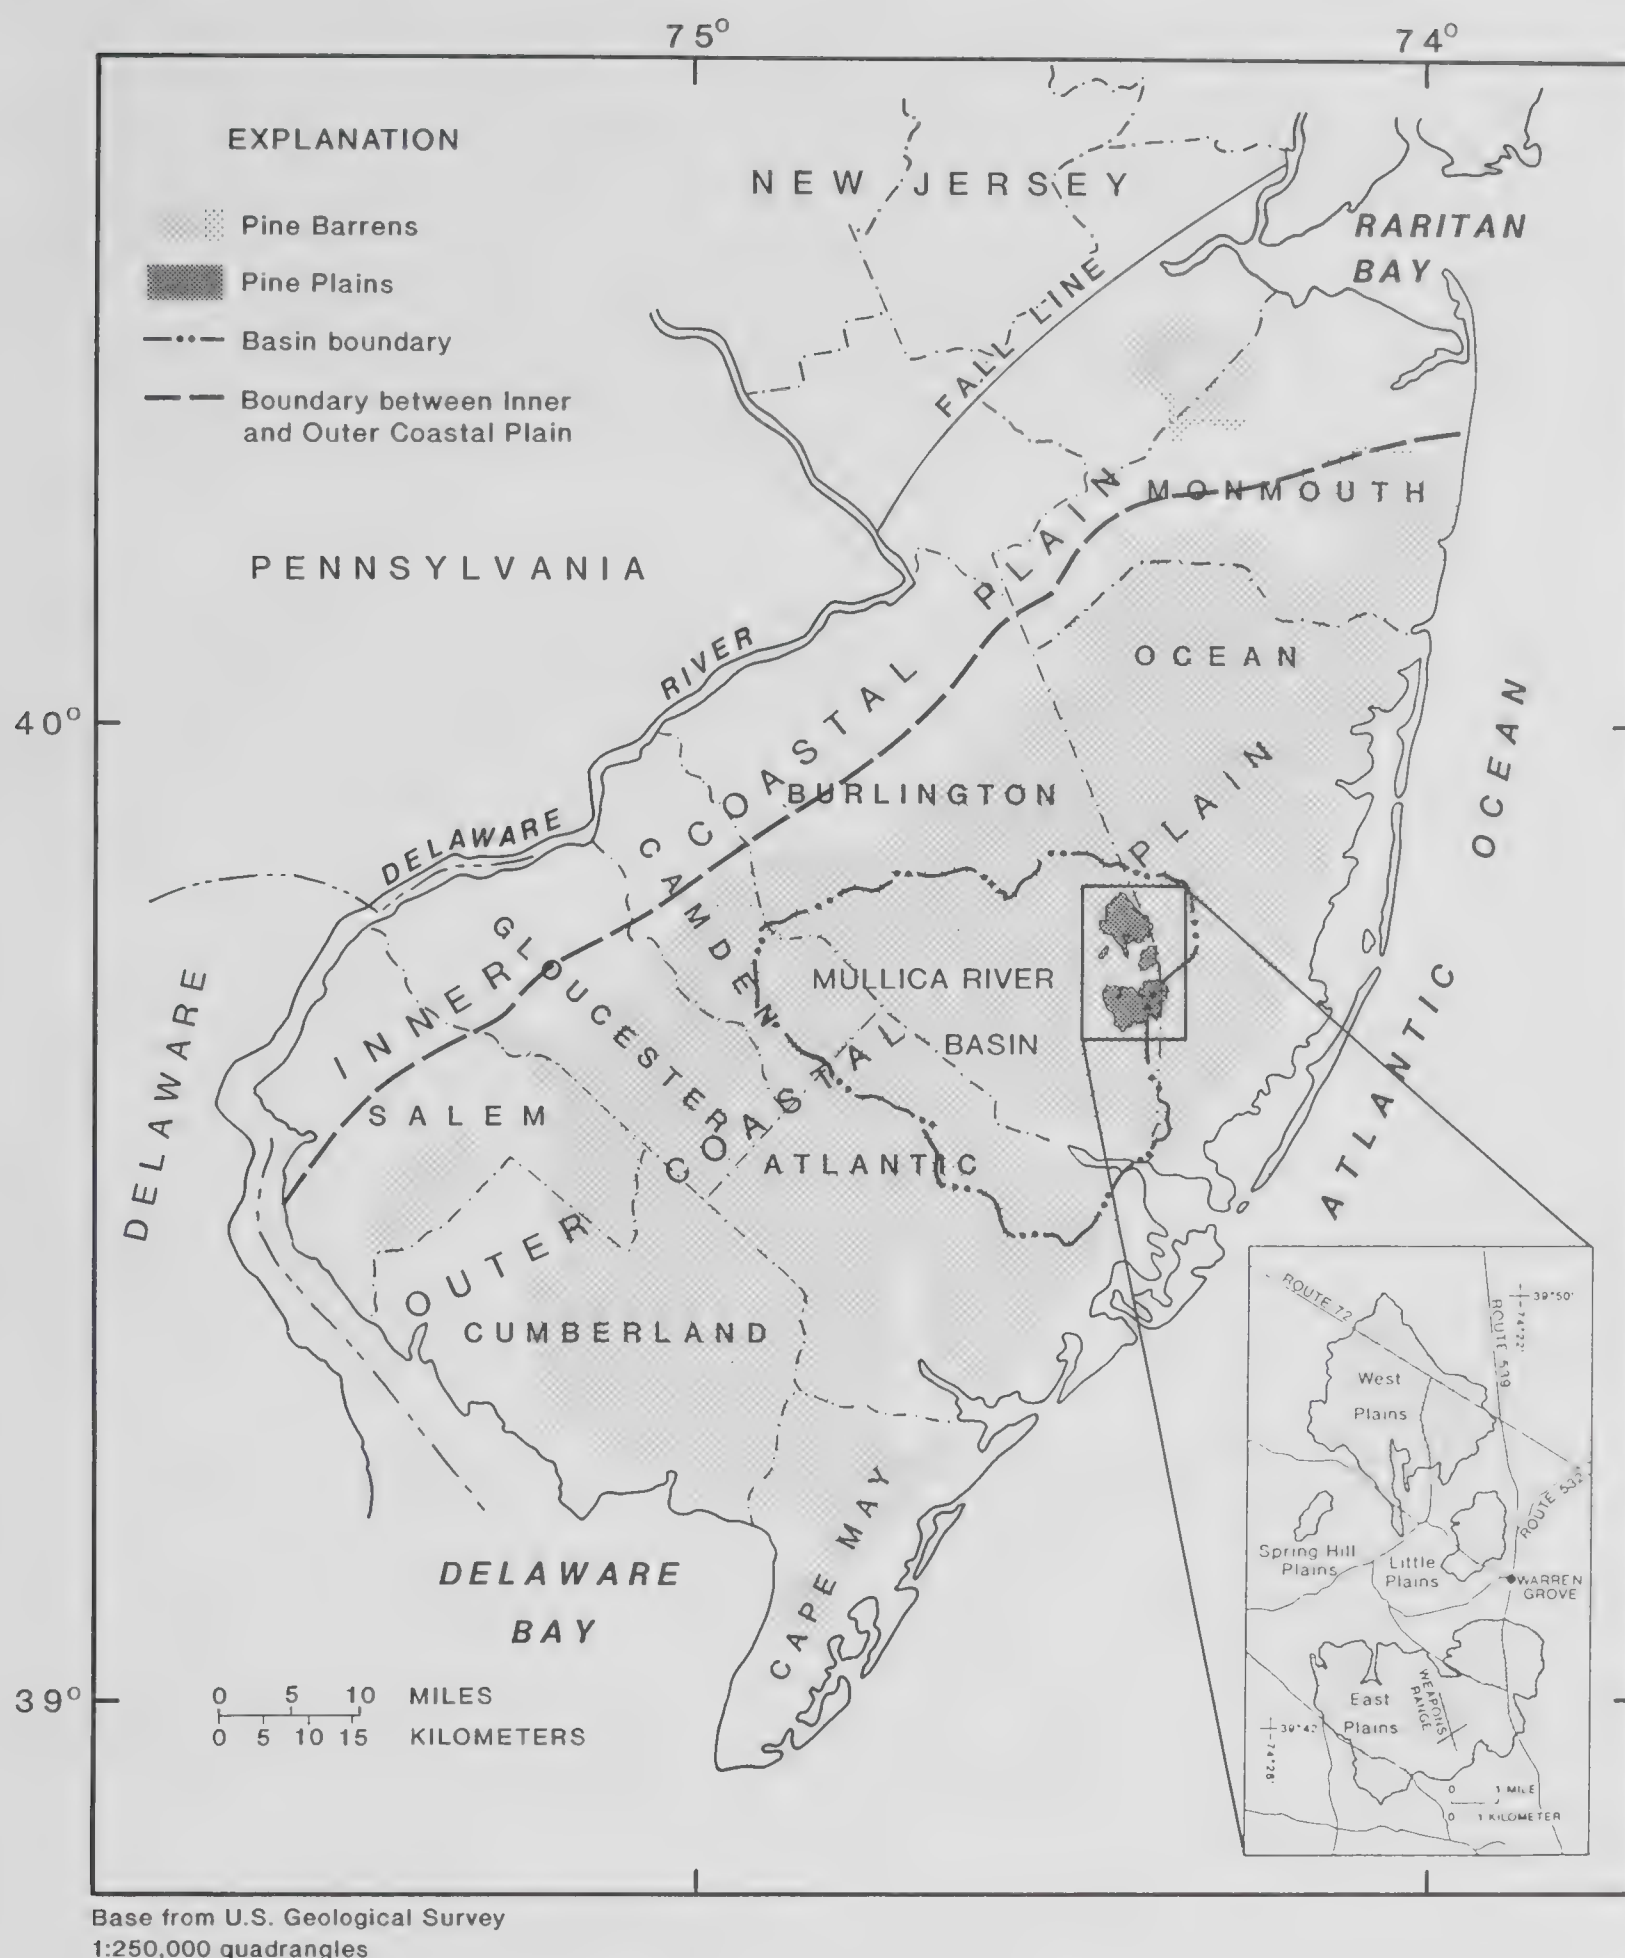 75°
74°
EXPLANATION
Pine Barrens
Pine Plains
Basin boundary
Boundary between Inner
and Outer Coastal Plain
NEW JERSEY
RARITAN
BAY
FALL LINE
MONMOUTH
PENNSYLVANIA
OCEAN
40°
DELAWARE RIVER
INNER COASTAL PLAIN
BURLINGTON
CAMDEN
GLOUCESTER
MULLICA RIVER
BASIN
DELAWARE
SALEM
ATLANTIC
OUTER COASTAL PLAIN
CUMBERLAND
ATLANTIC OCEAN
CAPE MAY
DELAWARE
BAY
39°
0 5 10 MILES
0 5 10 15 KILOMETERS
ROUTE 72
ROUTE 539
39°50'
74°22'
West
Plains
ROUTE 532
Spring Hill
Plains
Little
Plains
WARREN
GROVE
East
Plains
WEAPONS
RANGE
39°42'
74°28'
0 1 MILE
0 1 KILOMETER
Base from U.S. Geological Survey
1:250,000 quadrangles